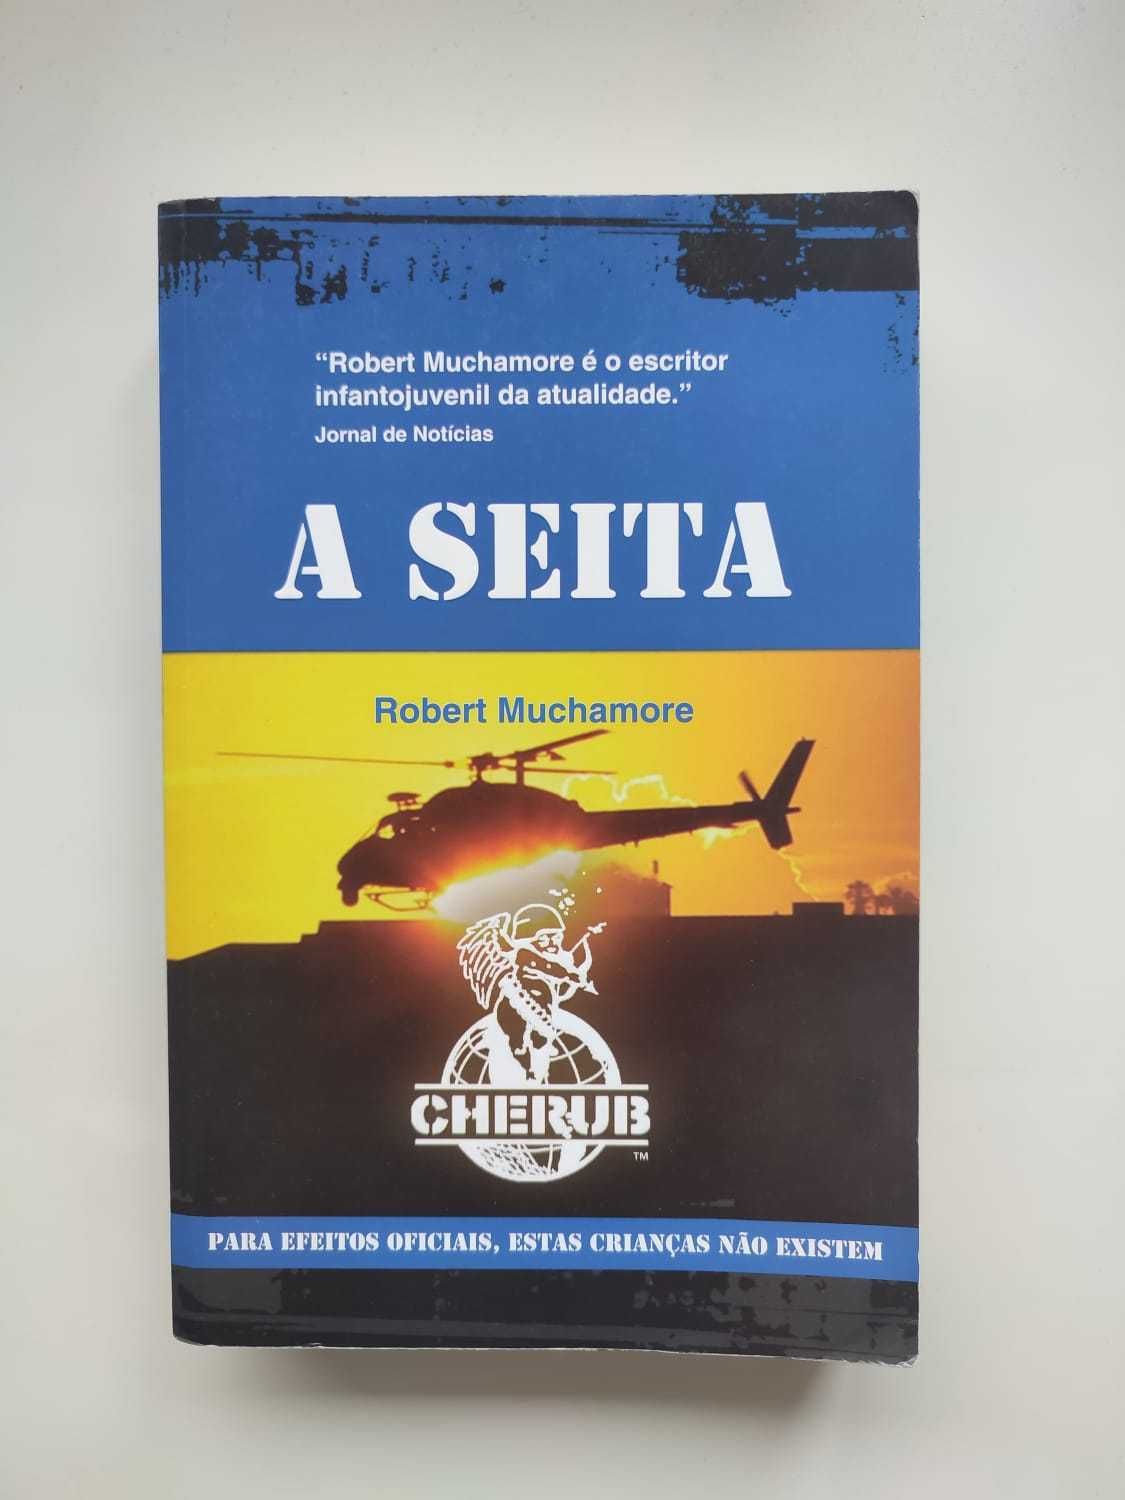 “Robert Muchamore é o escritor
infantojuvenil da atualidade.”
Jornal de Notícias
A SEITA
Robert Muchamore
CHERUB
™
PARA EFEITOS OFICIAIS, ESTAS CRIANÇAS NÃO EXISTEM